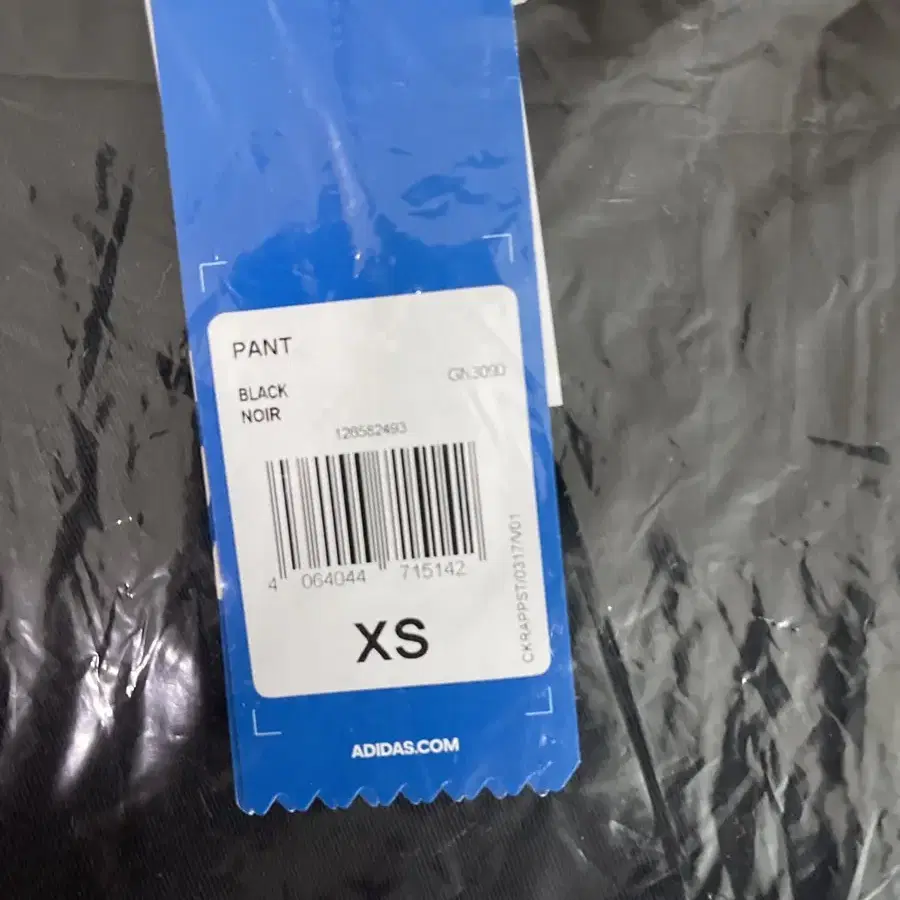 PANT
GN3090
BLACK
NOIR
126582493
4 064044 715142
CKRAPPST/0317/V01
XS
ADIDAS.COM